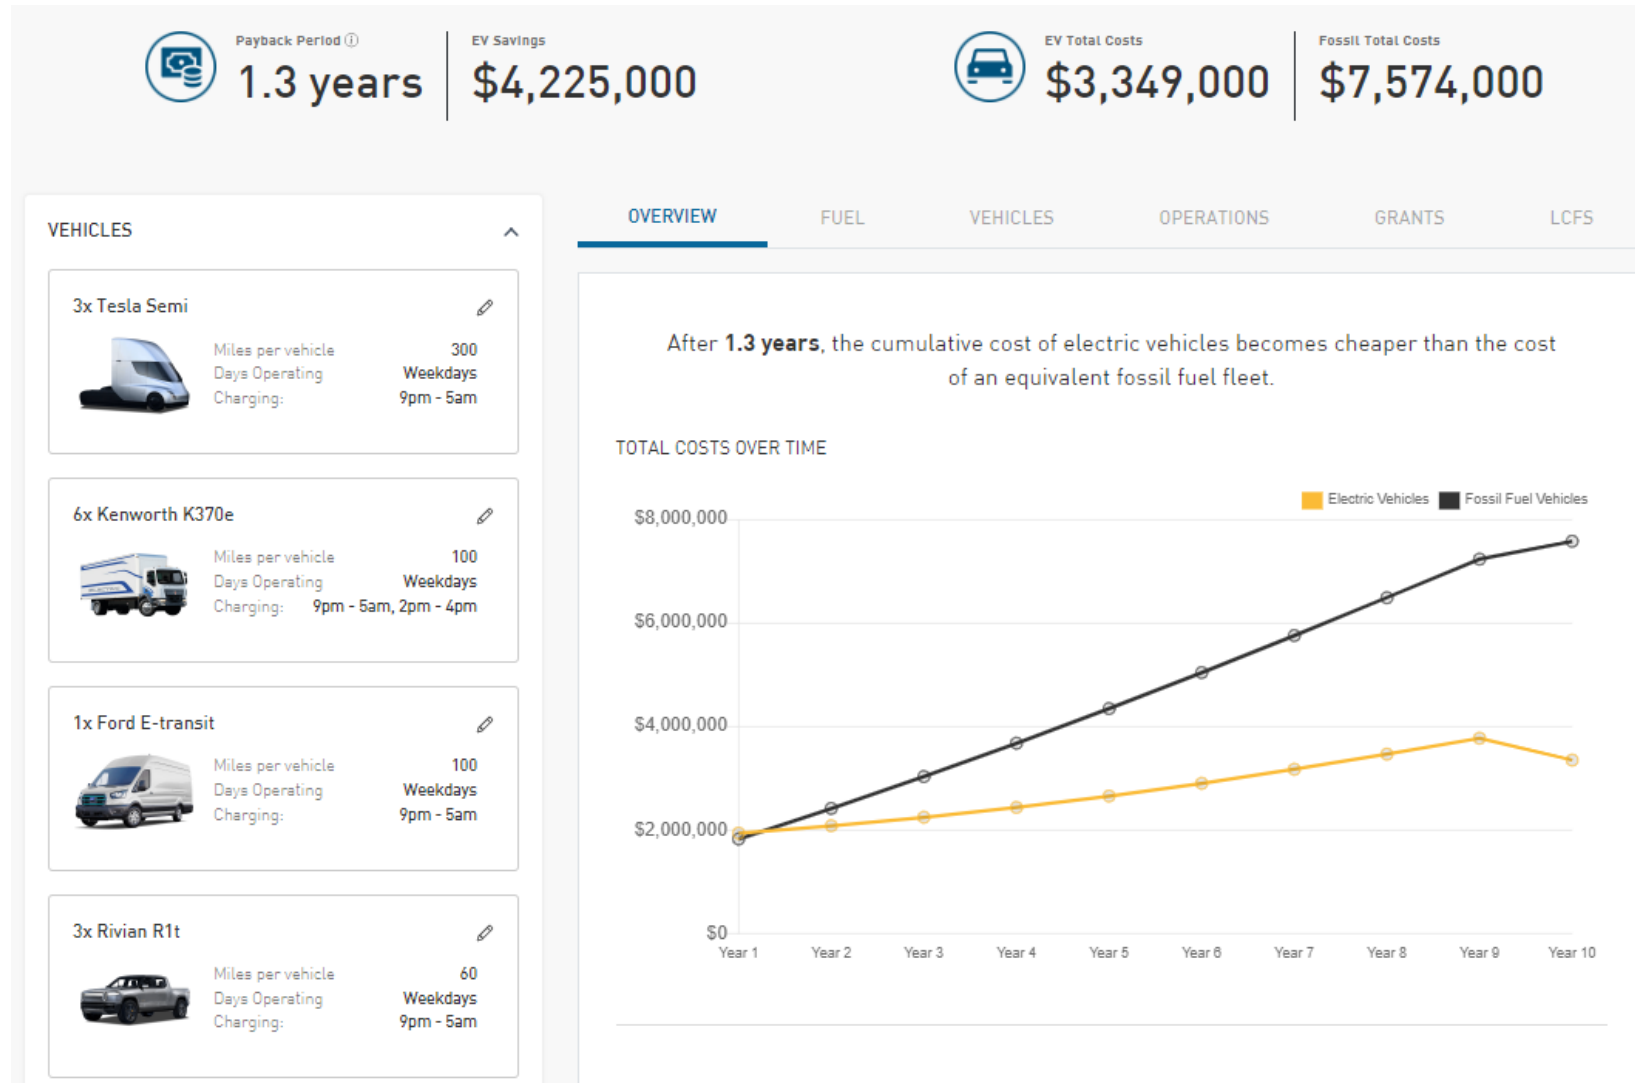 Payback Period ⓘ
1.3 years
EV Savings
$4,225,000
EV Total Costs
$3,349,000
Fossil Total Costs
$7,574,000
VEHICLES
3x Tesla Semi
Miles per vehicle 300
Days Operating Weekdays
Charging: 9pm - 5am
6x Kenworth K370e
Miles per vehicle 100
Days Operating Weekdays
Charging: 9pm - 5am, 2pm - 4pm
1x Ford E-transit
Miles per vehicle 100
Days Operating Weekdays
Charging: 9pm - 5am
3x Rivian R1t
Miles per vehicle 60
Days Operating Weekdays
Charging: 9pm - 5am
OVERVIEW FUEL VEHICLES OPERATIONS GRANTS LCFS
After 1.3 years, the cumulative cost of electric vehicles becomes cheaper than the cost
of an equivalent fossil fuel fleet.
TOTAL COSTS OVER TIME
Electric Vehicles Fossil Fuel Vehicles
$8,000,000
$6,000,000
$4,000,000
$2,000,000
$0
Year 1 Year 2 Year 3 Year 4 Year 5 Year 6 Year 7 Year 8 Year 9 Year 10